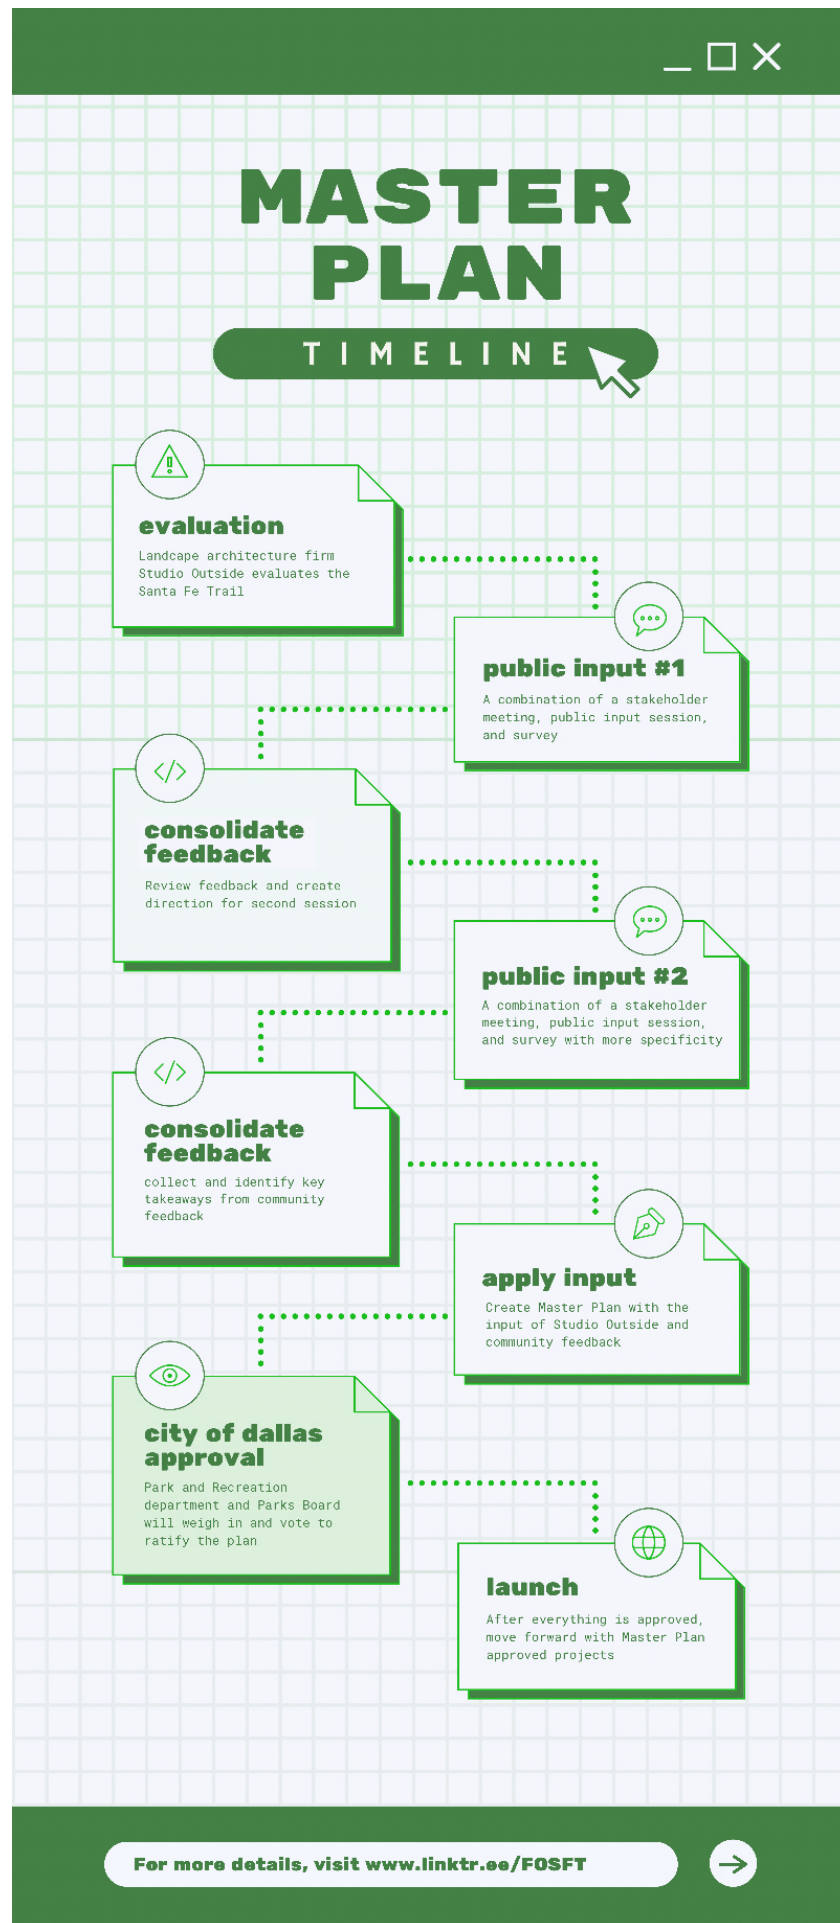 MASTER
PLAN
TIMELINE
evaluation
Landcape architecture firm
Studio Outside evaluates the
Santa Fe Trail
public input #1
A combination of a stakeholder
meeting, public input session,
and survey
consolidate
feedback
Review feedback and create
direction for second session
public input #2
A combination of a stakeholder
meeting, public input session,
and survey with more specificity
consolidate
feedback
collect and identify key
takeaways from community
feedback
apply input
Create Master Plan with the
input of Studio Outside and
community feedback
city of dallas
approval
Park and Recreation
department and Parks Board
will weigh in and vote to
ratify the plan
launch
After everything is approved,
move forward with Master Plan
approved projects
For more details, visit www.linktr.ee/FOSFT